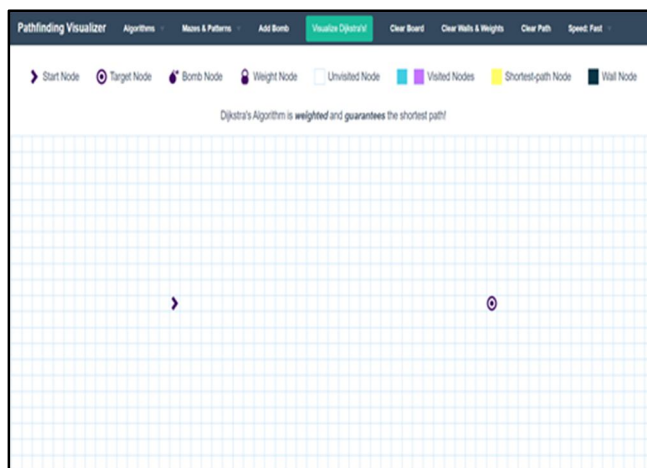 Pathfinding Visualizer Algorithms Mazes & Patterns Add Bomb Visualize Dijkstra's! Clear Board Clear Walls & Weights Clear Path Speed: Fast
Start Node Target Node Bomb Node Weight Node Unvisited Node Visited Nodes Shortest-path Node Wall Node
Dijkstra's Algorithm is weighted and guarantees the shortest path!